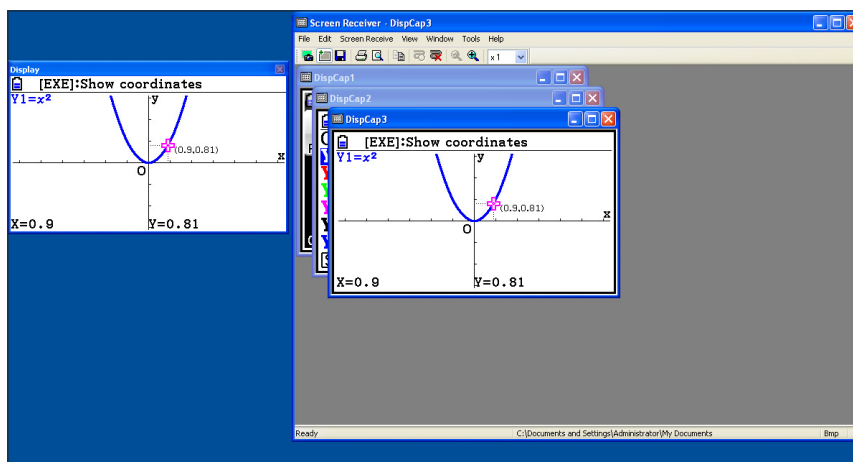 Display
[EXE]:Show coordinates
Y1=x²
y
(0.9,0.81)
x
O
X=0.9 Y=0.81
Screen Receiver - DispCap3
File Edit Screen Receive View Window Tools Help
x 1
DispCap1
DispCap2
DispCap3
[EXE]:Show coordinates
Y1=x²
y
(0.9,0.81)
x
O
X=0.9 Y=0.81
Ready C:\Documents and Settings\Administrator\My Documents Bmp